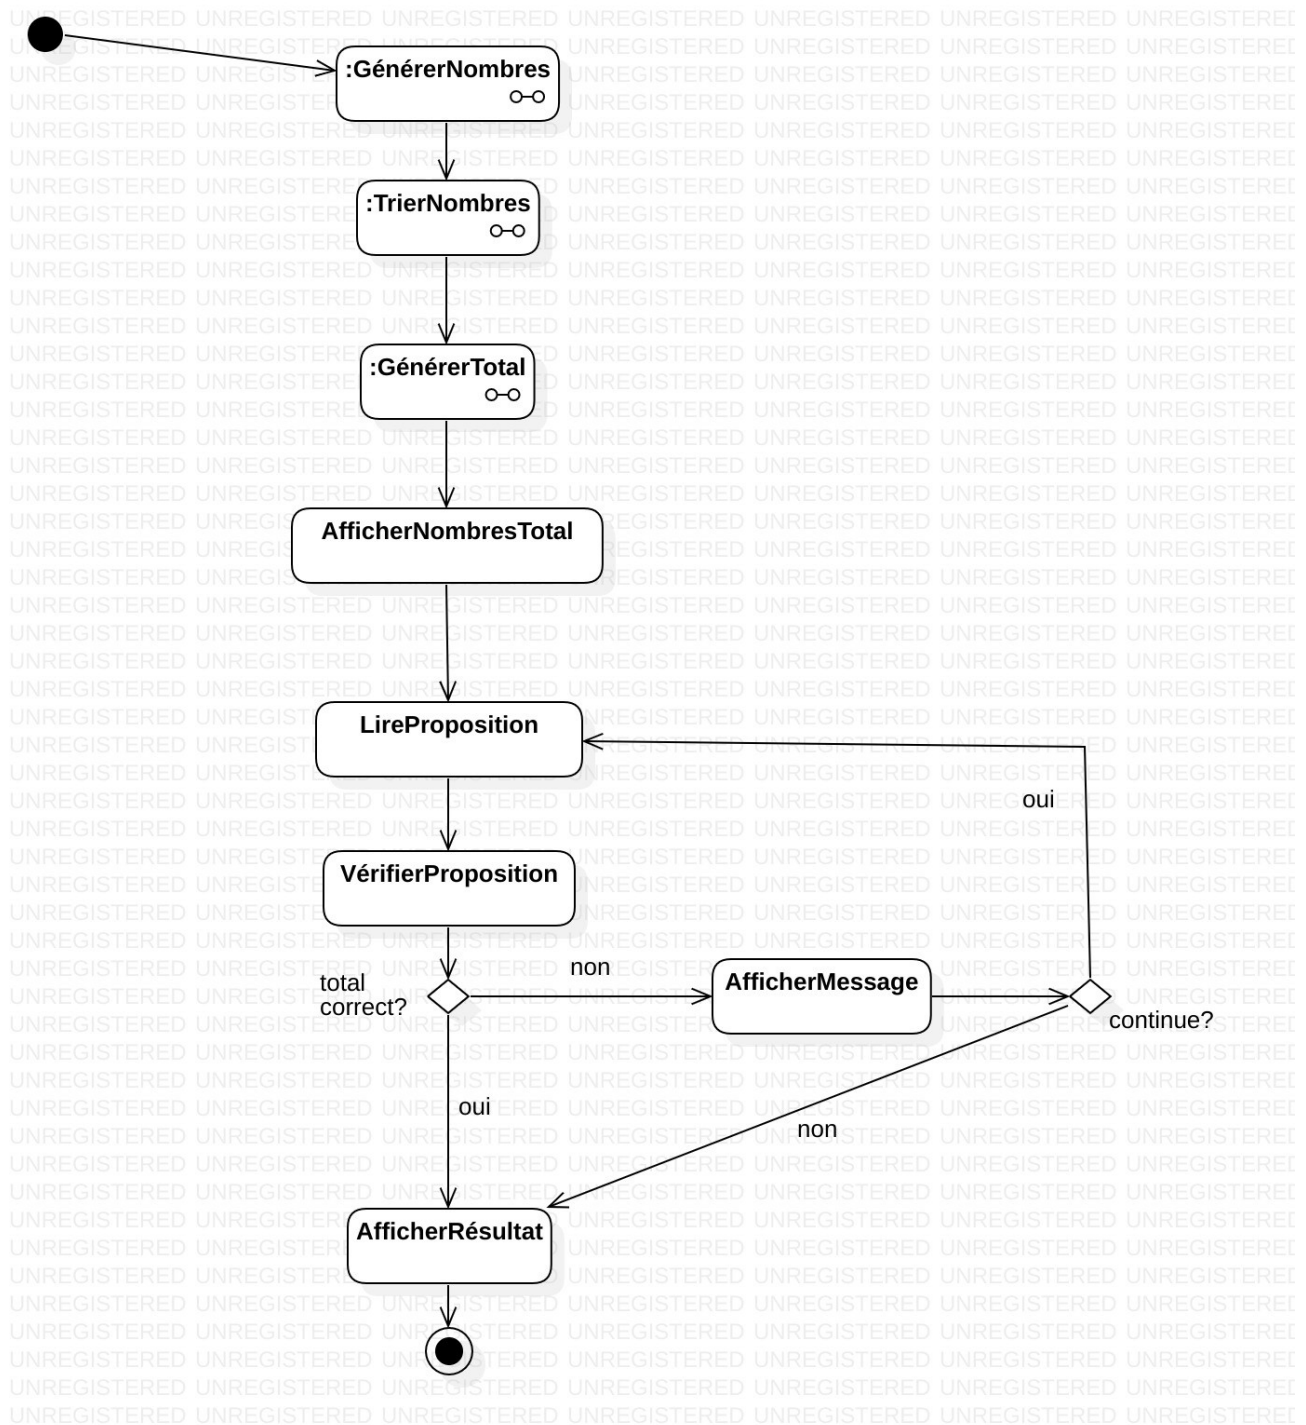 :GénérerNombres
:TrierNombres
:GénérerTotal
AfficherNombresTotal
LireProposition
oui
VérifierProposition
non
total
correct?
AfficherMessage
continue?
oui
non
AfficherRésultat
UNREGISTERED